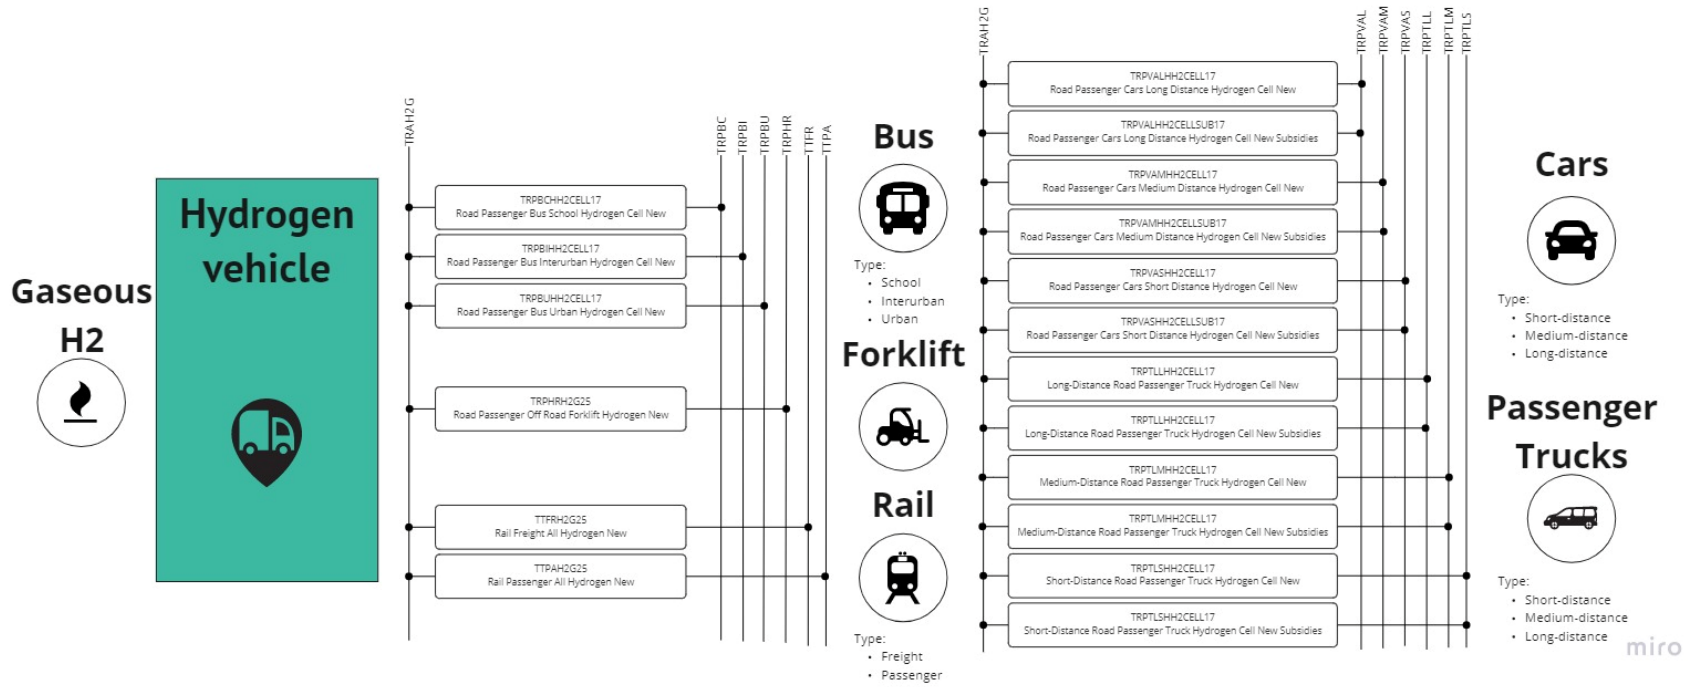 Gaseous
H2
Hydrogen
vehicle
TRAH2G
TRPBC
TRPBI
TRPBU
TRPHR
TTFR
TTPA
TRPBCHH2CELL17
Road Passenger Bus School Hydrogen Cell New
TRPBIHH2CELL17
Road Passenger Bus Interurban Hydrogen Cell New
TRPBUHH2CELL17
Road Passenger Bus Urban Hydrogen Cell New
TRPHRH2G25
Road Passenger Off Road Forklift Hydrogen New
TTFRH2G25
Rail Freight All Hydrogen New
TTPAH2G25
Rail Passenger All Hydrogen New
Bus
Type:
• School
• Interurban
• Urban
Forklift
Rail
Type:
• Freight
• Passenger
TRAH2G
TRPVAL
TRPVAM
TRPVAS
TRPTLL
TRPTLM
TRPTLS
TRPVALHH2CELL17
Road Passenger Cars Long Distance Hydrogen Cell New
TRPVALHH2CELLSUB17
Road Passenger Cars Long Distance Hydrogen Cell New Subsidies
TRPVAMHH2CELL17
Road Passenger Cars Medium Distance Hydrogen Cell New
TRPVAMHH2CELLSUB17
Road Passenger Cars Medium Distance Hydrogen Cell New Subsidies
TRPVASHH2CELL17
Road Passenger Cars Short Distance Hydrogen Cell New
TRPVASHH2CELLSUB17
Road Passenger Cars Short Distance Hydrogen Cell New Subsidies
TRPTLLHH2CELL17
Long-Distance Road Passenger Truck Hydrogen Cell New
TRPTLLHH2CELL17
Long-Distance Road Passenger Truck Hydrogen Cell New Subsidies
TRPTLMHH2CELL17
Medium-Distance Road Passenger Truck Hydrogen Cell New
TRPTLMHH2CELL17
Medium-Distance Road Passenger Truck Hydrogen Cell New Subsidies
TRPTLSHH2CELL17
Short-Distance Road Passenger Truck Hydrogen Cell New
TRPTLSHH2CELL17
Short-Distance Road Passenger Truck Hydrogen Cell New Subsidies
Cars
Type:
• Short-distance
• Medium-distance
• Long-distance
Passenger
Trucks
Type:
• Short-distance
• Medium-distance
• Long-distance
miro